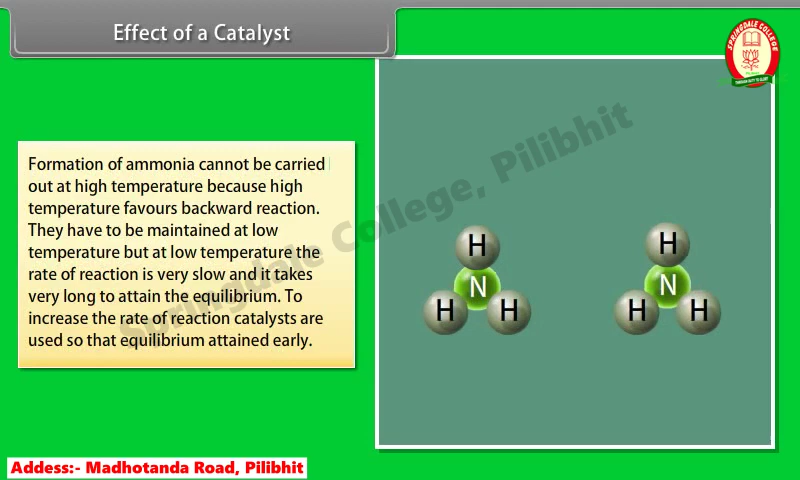 Effect of a Catalyst
SPRINGDALE COLLEGE
Formation of ammonia cannot be carried
out at high temperature because high
temperature favours backward reaction.
They have to be maintained at low
temperature but at low temperature the
rate of reaction is very slow and it takes
very long to attain the equilibrium. To
increase the rate of reaction catalysts are
used so that equilibrium attained early.
Springdale College, Pilibhit
H
N
H H
H
N
H H
Addess:- Madhotanda Road, Pilibhit